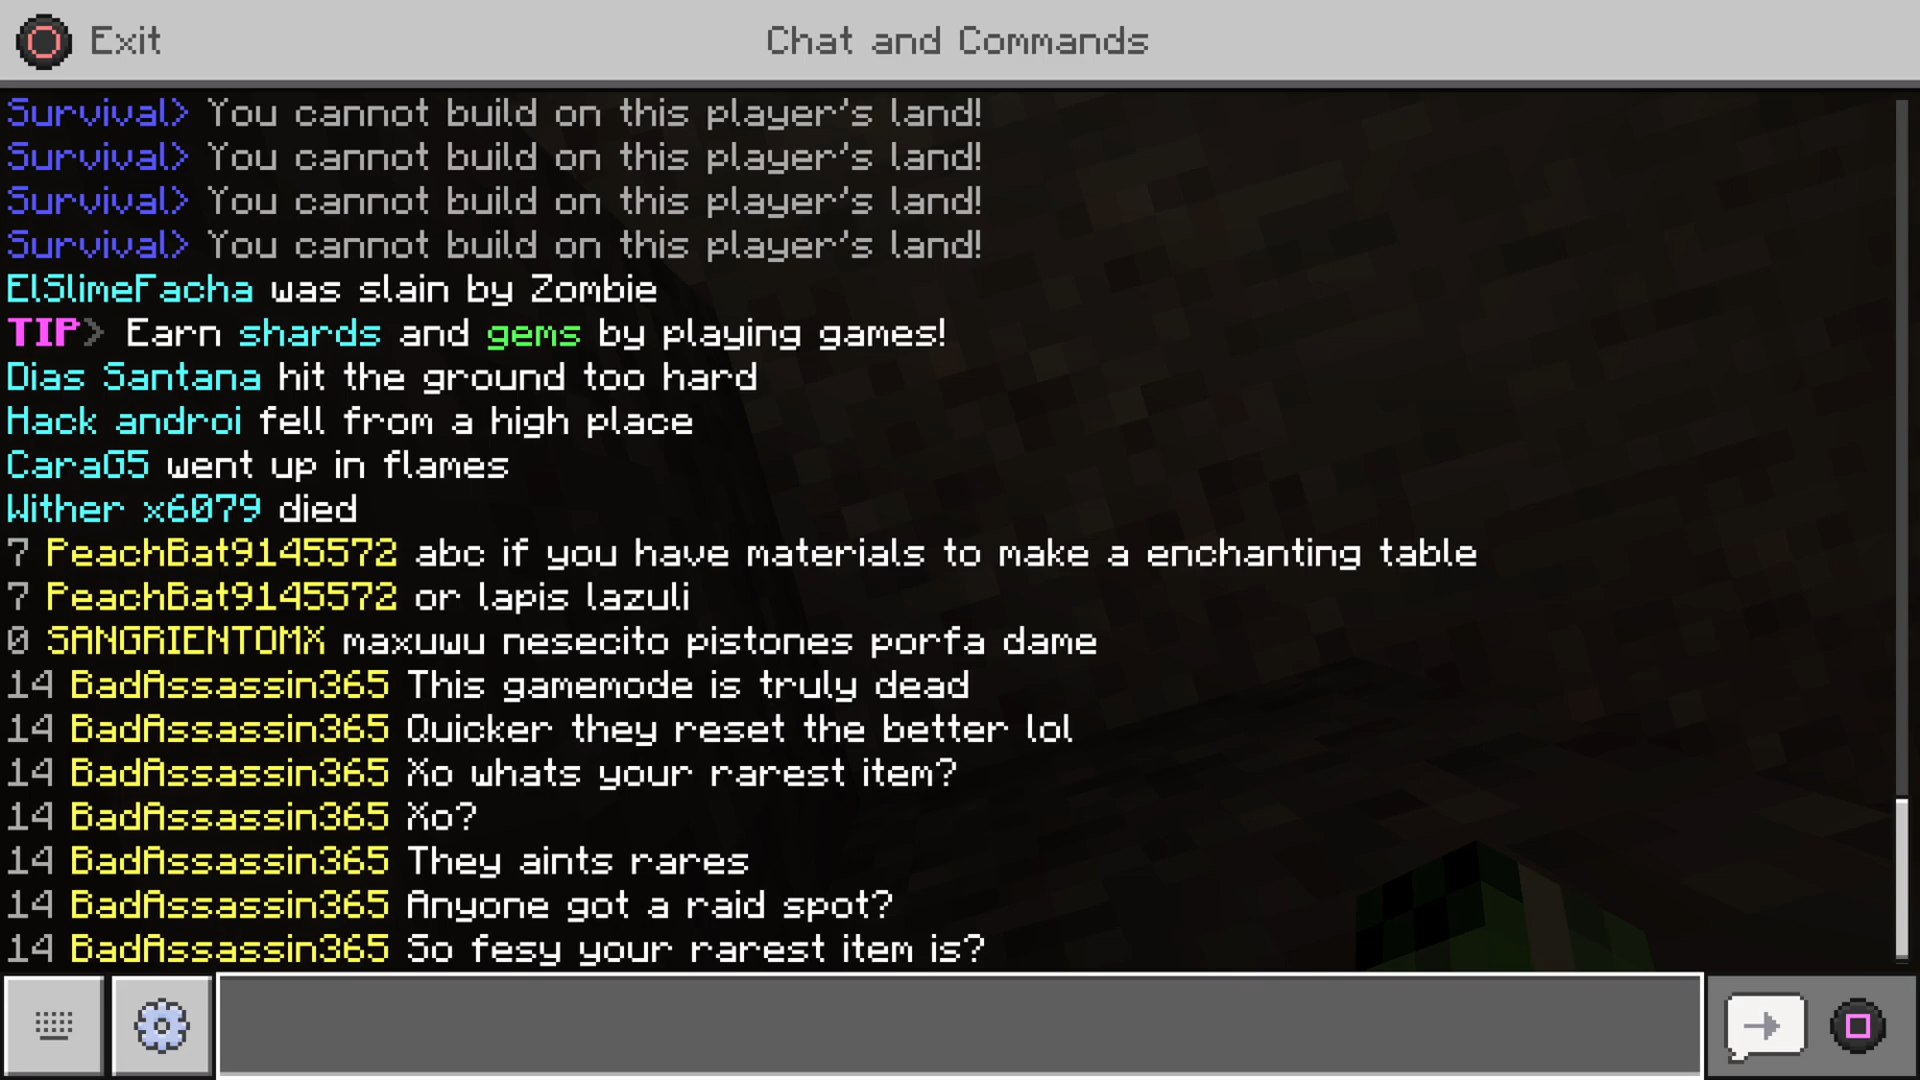 Exit
Chat and Commands
Survival> You cannot build on this player's land!
Survival> You cannot build on this player's land!
Survival> You cannot build on this player's land!
Survival> You cannot build on this player's land!
ElSlimeFacha was slain by Zombie
TIP> Earn shards and gems by playing games!
Dias Santana hit the ground too hard
Hack androi fell from a high place
CaraG5 went up in flames
Wither x6079 died
7 PeachBat9145572 abc if you have materials to make a enchanting table
7 PeachBat9145572 or lapis lazuli
0 SANGRIENTOMX maxuwu nesecito pistones porfa dame
14 BadAssassin365 This gamemode is truly dead
14 BadAssassin365 Quicker they reset the better lol
14 BadAssassin365 Xo whats your rarest item?
14 BadAssassin365 Xo?
14 BadAssassin365 They aints rares
14 BadAssassin365 Anyone got a raid spot?
14 BadAssassin365 So fesy your rarest item is?